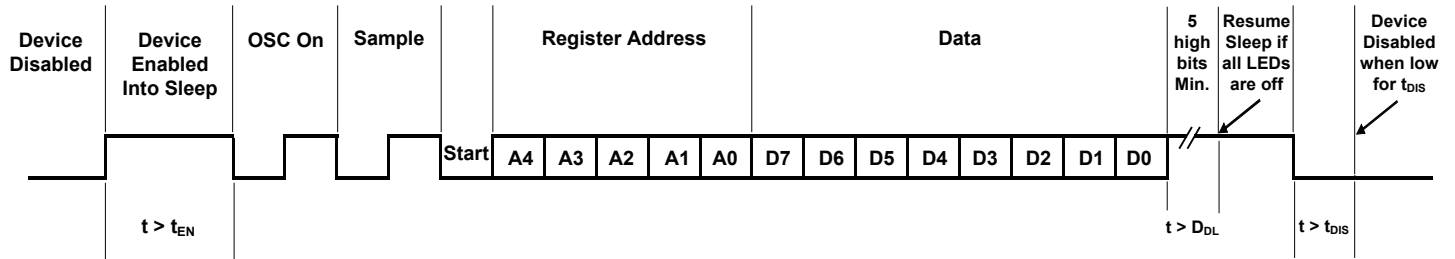 Device
Disabled
Device
Enabled
Into Sleep
OSC On
Sample
Register Address
Data
5
high
bits
Min.
Resume
Sleep if
all LEDs
are off
Device
Disabled
when low
for tDIS
Start A4 A3 A2 A1 A0 D7 D6 D5 D4 D3 D2 D1 D0
t > tEN
t > DDL
t > tDIS